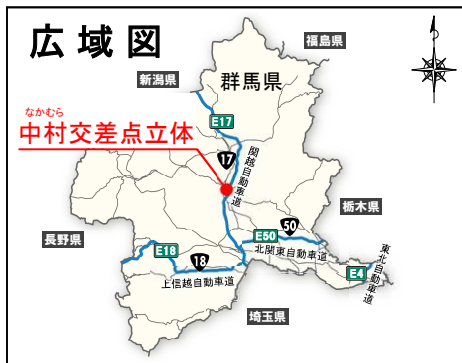 広域図
福島県
新潟県
群馬県
E17
なかむら
中村交差点立体
17
関越自動車道
栃木県
長野県
50
E50
北関東自動車道
E18
18
上信越自動車道
東北自動車道
E4
埼玉県